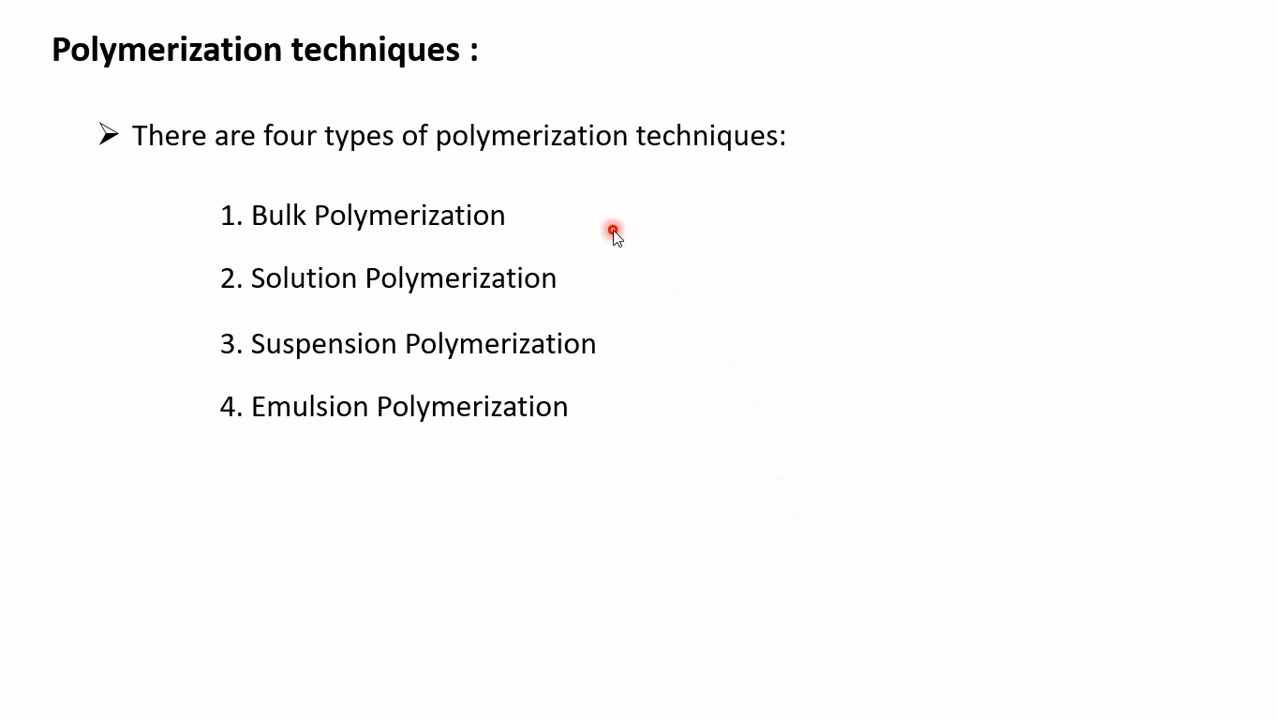 Polymerization techniques :
There are four types of polymerization techniques:
1. Bulk Polymerization
2. Solution Polymerization
3. Suspension Polymerization
4. Emulsion Polymerization